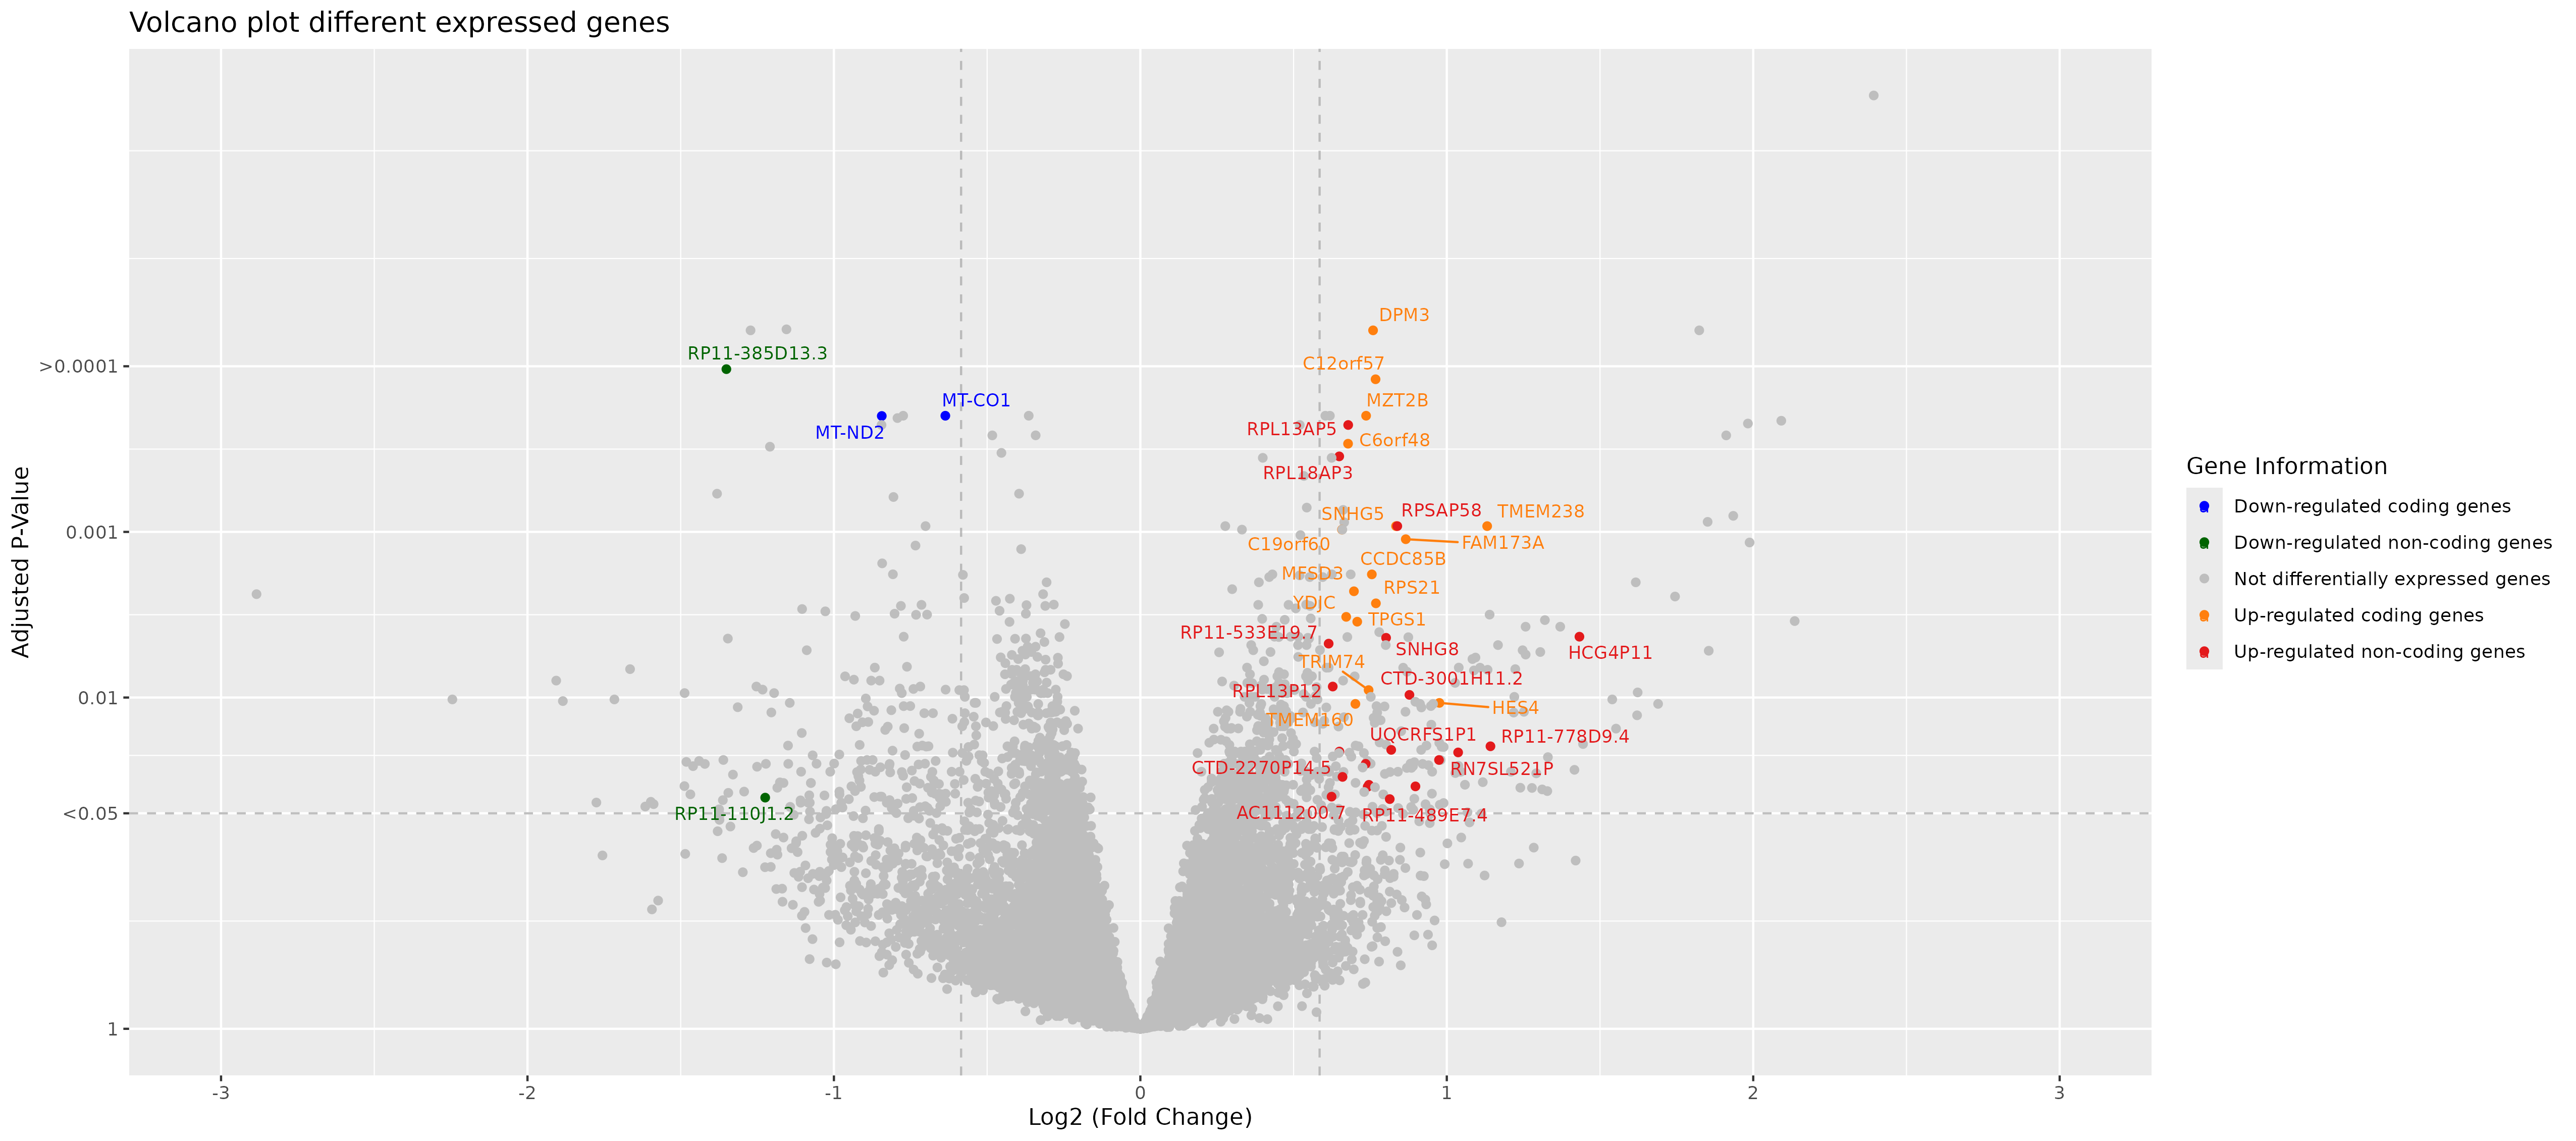 Volcano plot different expressed genes
Adjusted P-Value
>0.0001
0.001
0.01
<0.05
1
DPM3
RP11-385D13.3
C12orf57
MT-CO1
MZT2B
MT-ND2
RPL13AP5
C6orf48
RPL18AP3
SNHG5
RPSAP58
TMEM238
C19orf60
FAM173A
CCDC85B
MFSD3
RPS21
YDJC
TPGS1
RP11-533E19.7
SNHG8
HCG4P11
TRIM74
CTD-3001H11.2
RPL13P12
HES4
TMEM160
UQCRFS1P1
RP11-778D9.4
CTD-2270P14.5
RN7SL521P
RP11-110J1.2
AC111200.7
RP11-489E7.4
-3
-2
-1
0
1
2
3
Log2 (Fold Change)
Gene Information
Down-regulated coding genes
Down-regulated non-coding genes
Not differentially expressed genes
Up-regulated coding genes
Up-regulated non-coding genes